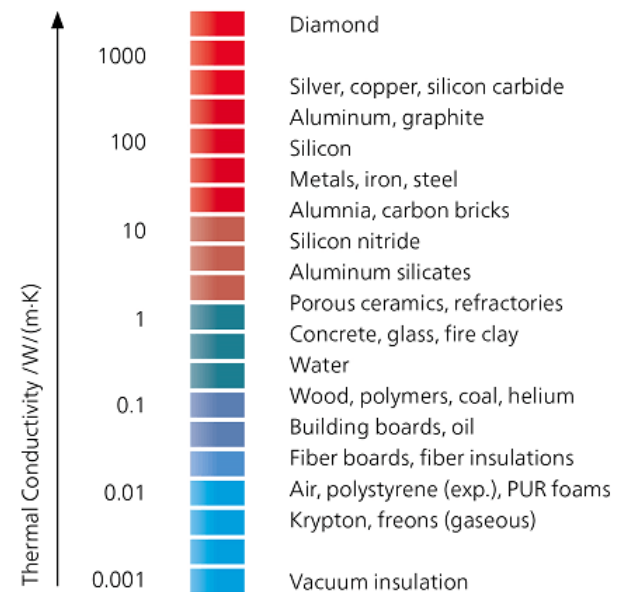 Diamond
1000
Silver, copper, silicon carbide
Aluminum, graphite
100
Silicon
Metals, iron, steel
Alumnia, carbon bricks
10
Silicon nitride
Aluminum silicates
Porous ceramics, refractories
1
Concrete, glass, fire clay
Water
Wood, polymers, coal, helium
0.1
Building boards, oil
Fiber boards, fiber insulations
0.01
Air, polystyrene (exp.), PUR foams
Krypton, freons (gaseous)
0.001
Vacuum insulation
Thermal Conductivity /W/(m·K)